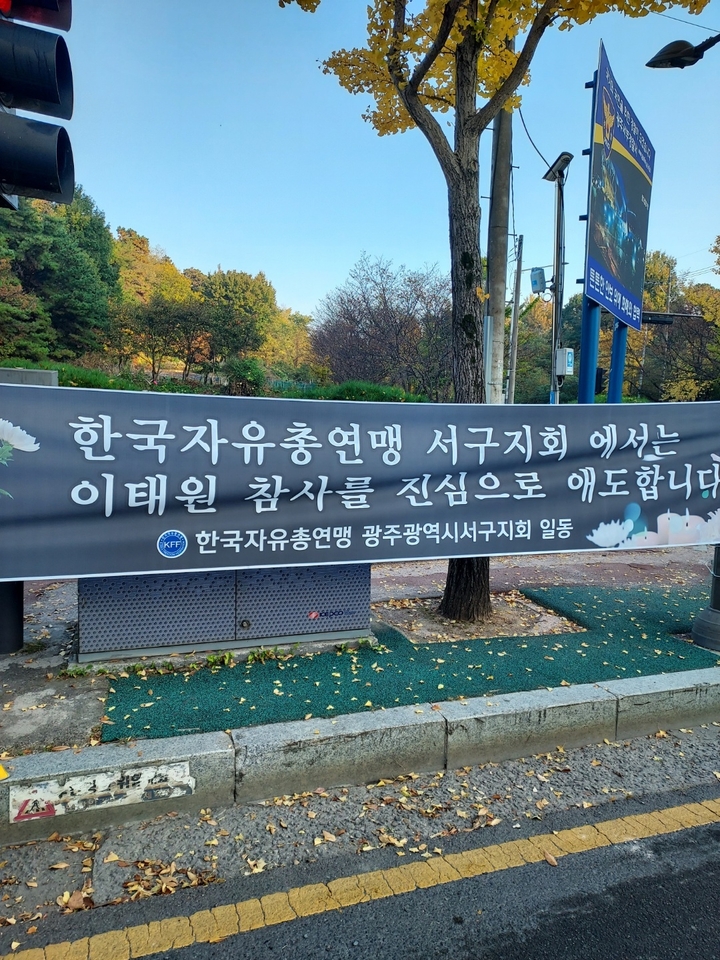 한국자유총연맹 서구지회 에서는
이태원 참사를 진심으로 애도합니다
KFF 한국자유총연맹 광주광역시서구지회 일동